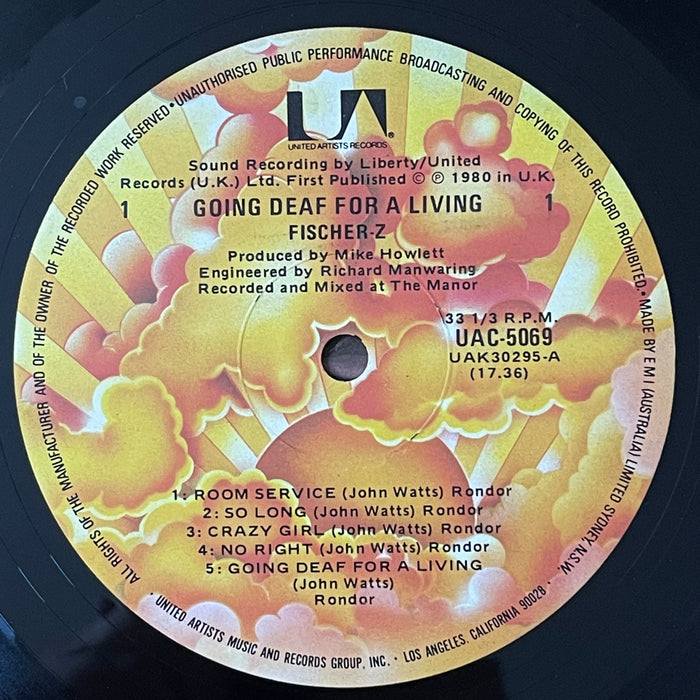 ALL RIGHTS OF THE MANUFACTURER AND OF THE OWNER OF THE RECORDED WORK RESERVED • UNAUTHORISED PUBLIC PERFORMANCE BROADCASTING AND COPYING OF THIS RECORD PROHIBITED. • MADE BY E M I (AUSTRALIA) LIMITED SYDNEY, N.S.W.
UA
UNITED ARTISTS RECORDS ®
Sound Recording by Liberty/United
Records (U.K.) Ltd. First Published © ℗ 1980 in U.K.
1 GOING DEAF FOR A LIVING 1
FISCHER-Z
Produced by Mike Howlett
Engineered by Richard Manwaring
Recorded and Mixed at The Manor
33 1/3 R.P.M.
UAC-5069
UAK30295-A
(17.36)
1: ROOM SERVICE (John Watts) Rondor
2: SO LONG (John Watts) Rondor
3: CRAZY GIRL (John Watts) Rondor
4: NO RIGHT (John Watts) Rondor
5: GOING DEAF FOR A LIVING
(John Watts)
Rondor
• UNITED ARTISTS MUSIC AND RECORDS GROUP, INC. • LOS ANGELES, CALIFORNIA 90028 •